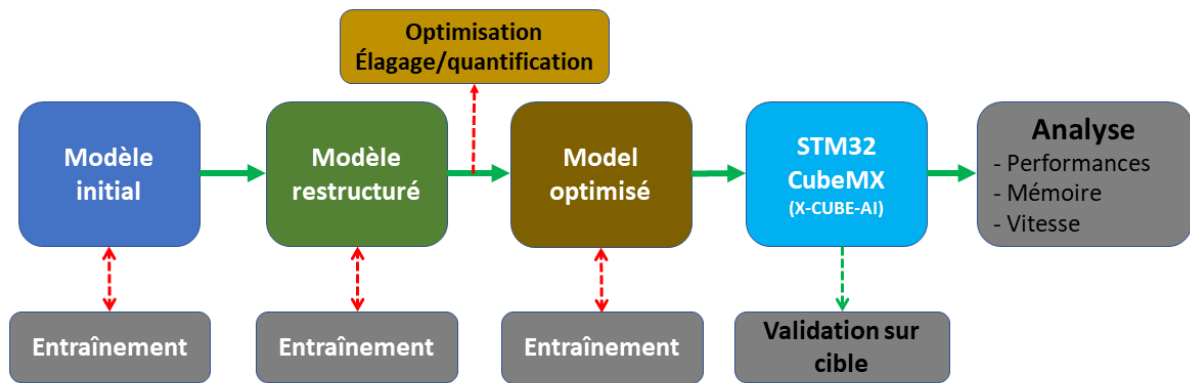 Optimisation
Élagage/quantification
Modèle
initial
Modèle
restructuré
Model
optimisé
STM32
CubeMX
(X-CUBE-AI)
Analyse
- Performances
- Mémoire
- Vitesse
Entraînement
Entraînement
Entraînement
Validation sur
cible